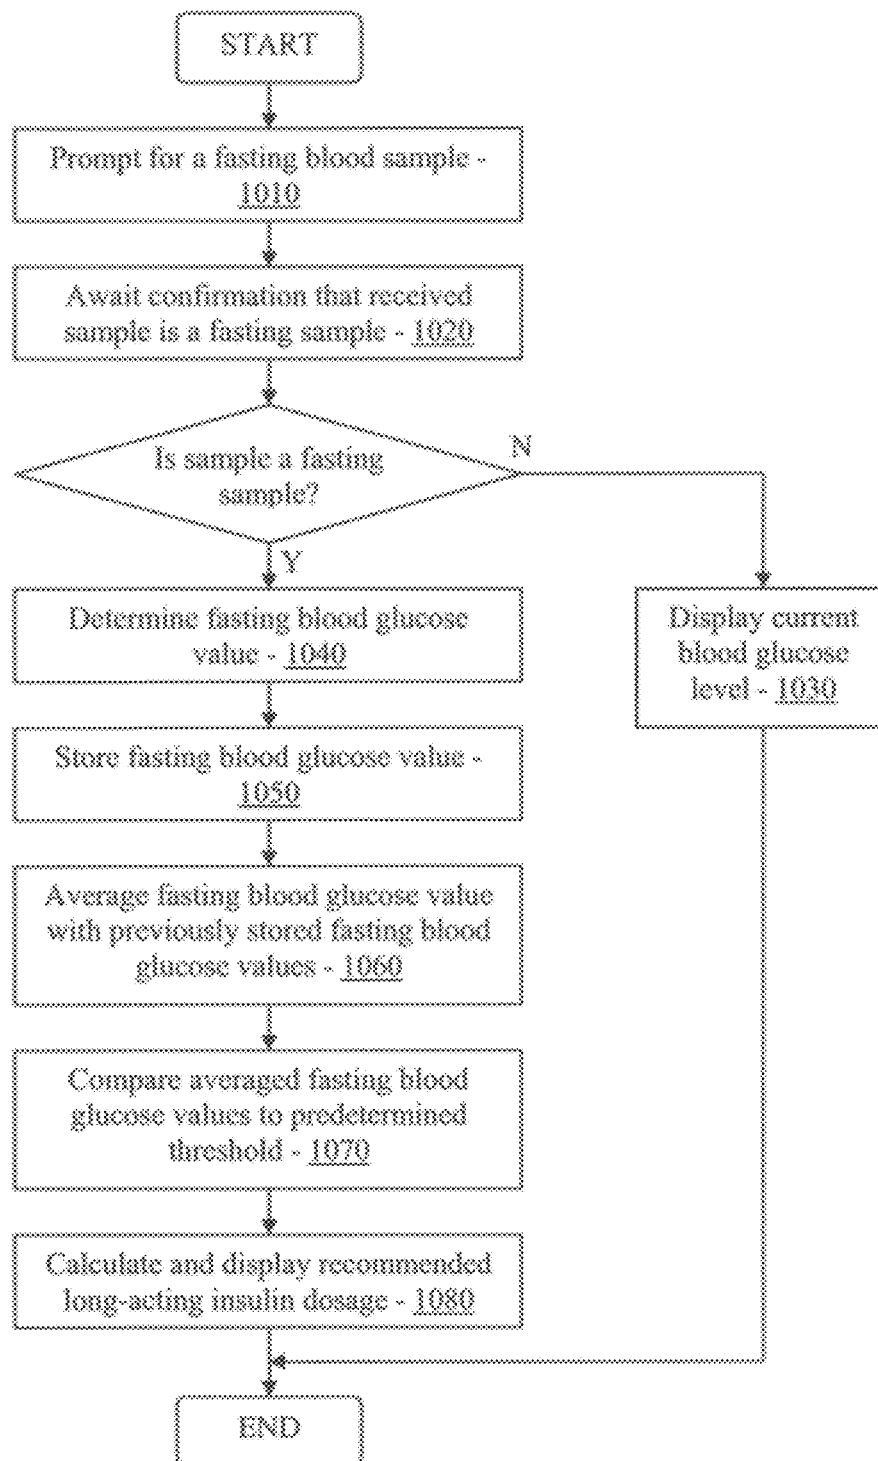 START
Prompt for a fasting blood sample -
1010
Await confirmation that received
sample is a fasting sample - 1020
Is sample a fasting
sample?
N
Y
Determine fasting blood glucose
value - 1040
Display current
blood glucose
level - 1030
Store fasting blood glucose value -
1050
Average fasting blood glucose value
with previously stored fasting blood
glucose values - 1060
Compare averaged fasting blood
glucose values to predetermined
threshold - 1070
Calculate and display recommended
long-acting insulin dosage - 1080
END